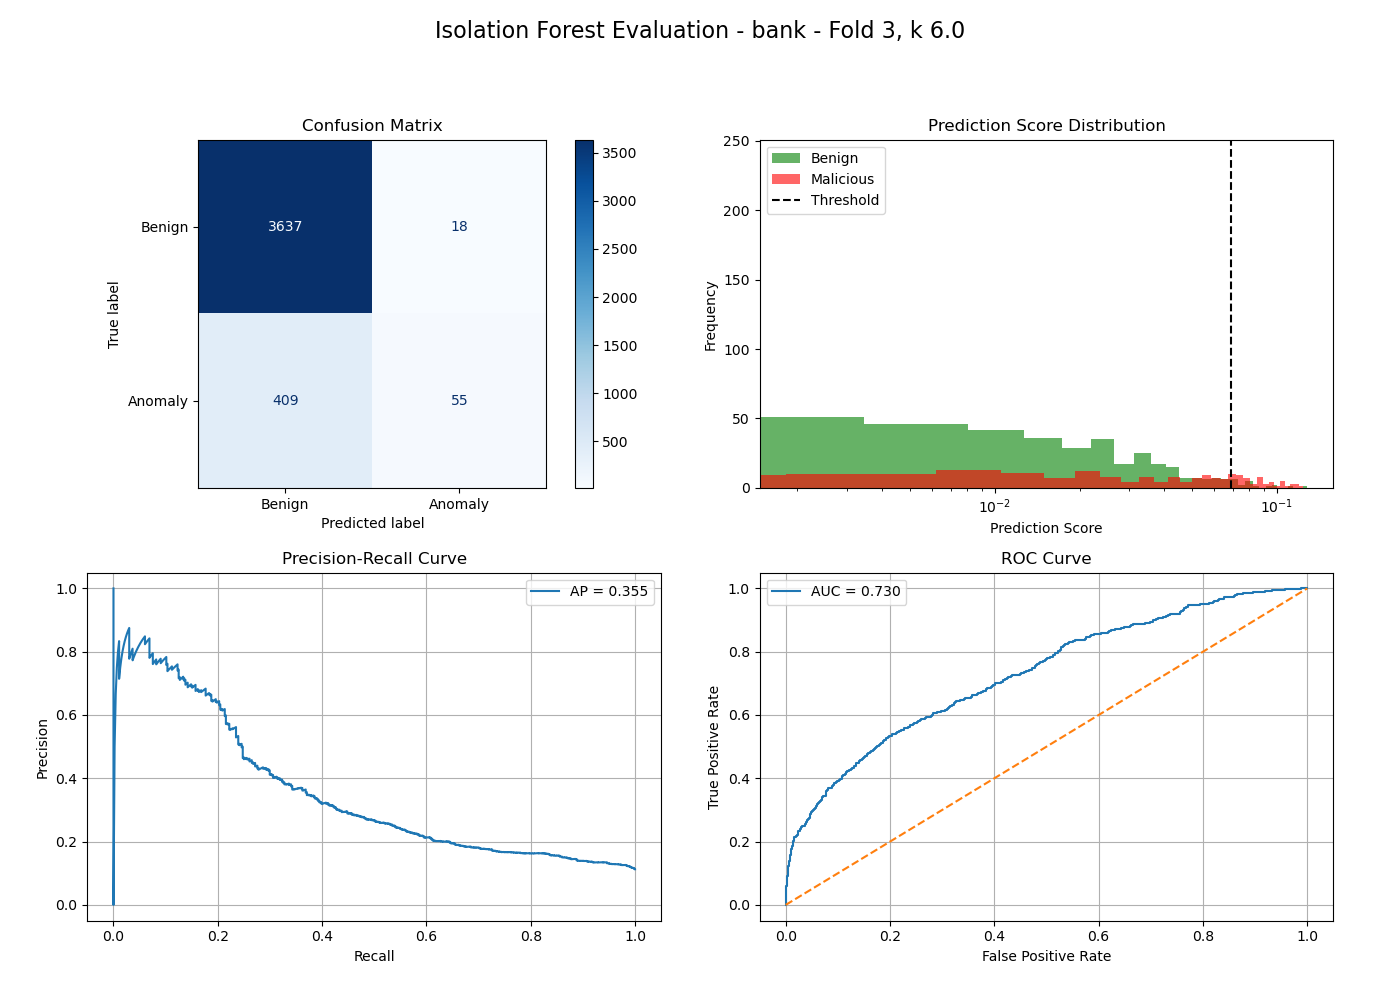 Isolation Forest Evaluation - bank - Fold 3, k 6.0
Confusion Matrix
Benign
Anomaly
True label
3637
18
409
55
Benign
Anomaly
Predicted label
3500
3000
2500
2000
1500
1000
500
Prediction Score Distribution
Benign
Malicious
Threshold
250
200
150
100
50
0
Frequency
10⁻²
10⁻¹
Prediction Score
Precision-Recall Curve
AP = 0.355
1.0
0.8
0.6
0.4
0.2
0.0
Precision
0.0
0.2
0.4
0.6
0.8
1.0
Recall
ROC Curve
AUC = 0.730
1.0
0.8
0.6
0.4
0.2
0.0
True Positive Rate
0.0
0.2
0.4
0.6
0.8
1.0
False Positive Rate